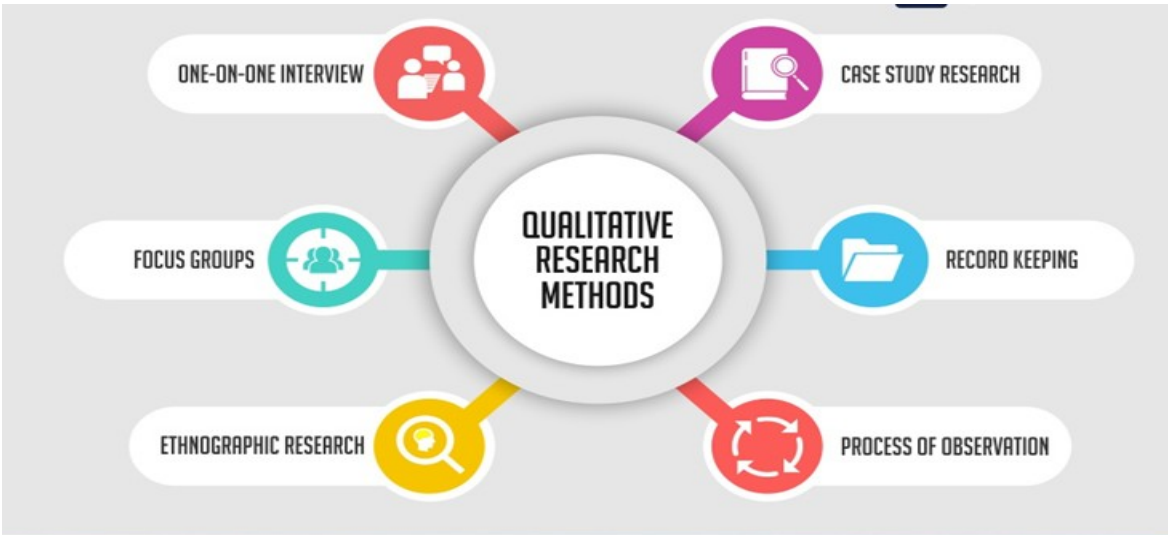 ONE-ON-ONE INTERVIEW
CASE STUDY RESEARCH
QUALITATIVE
RESEARCH
METHODS
FOCUS GROUPS
RECORD KEEPING
ETHNOGRAPHIC RESEARCH
PROCESS OF OBSERVATION